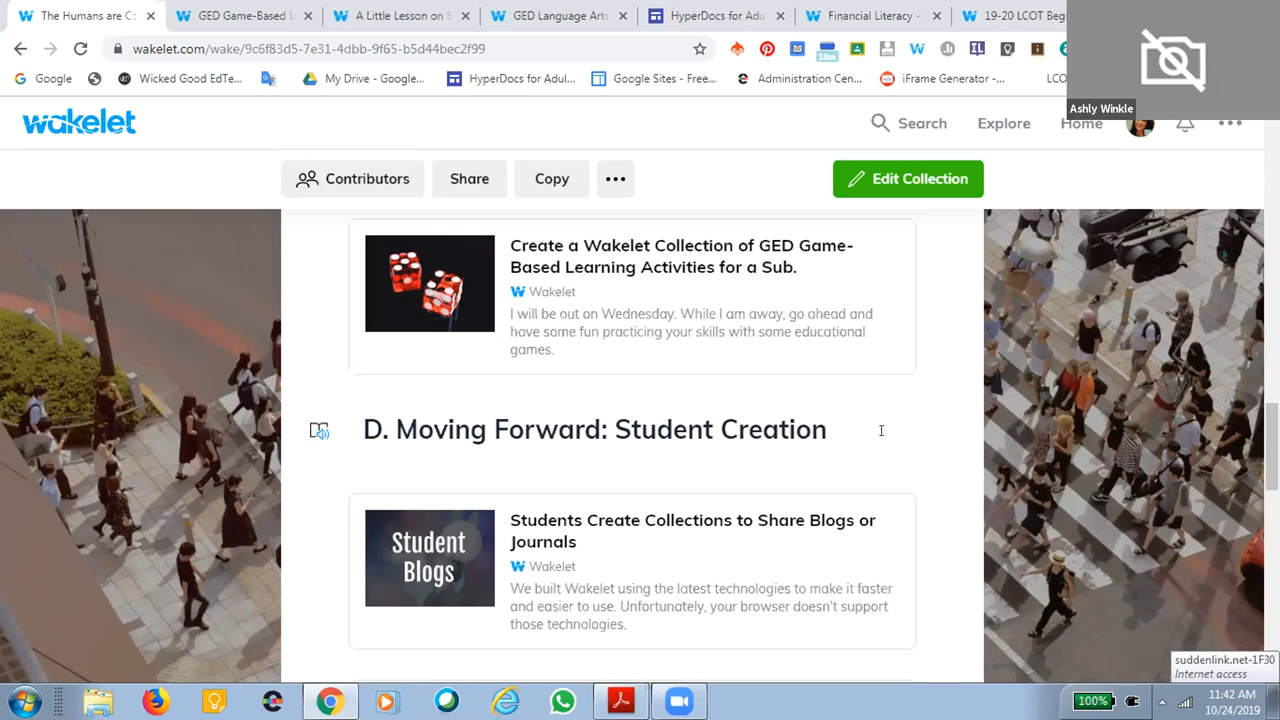 The Humans are Co
GED Game-Based L
A Little Lesson on S
GED Language Arts
HyperDocs for Adu
Financial Literacy -
19-20 LCOT Beg
wakelet.com/wake/9c6f83d5-7e31-4dbb-9f65-b5d44bec2f99
18m
Google
Wicked Good EdTe...
My Drive - Google...
HyperDocs for Adul...
Google Sites - Free...
Administration Cen...
iFrame Generator -...
LCO
Ashly Winkle
wakelet
Search
Explore
Home
Contributors
Share
Copy
Edit Collection
Create a Wakelet Collection of GED Game-
Based Learning Activities for a Sub.
Wakelet
I will be out on Wednesday. While I am away, go ahead and
have some fun practicing your skills with some educational
games.
D. Moving Forward: Student Creation
Student
Blogs
Students Create Collections to Share Blogs or
Journals
Wakelet
We built Wakelet using the latest technologies to make it faster
and easier to use. Unfortunately, your browser doesn't support
those technologies.
suddenlink.net-1F30
Internet access
100%
11:42 AM
10/24/2019